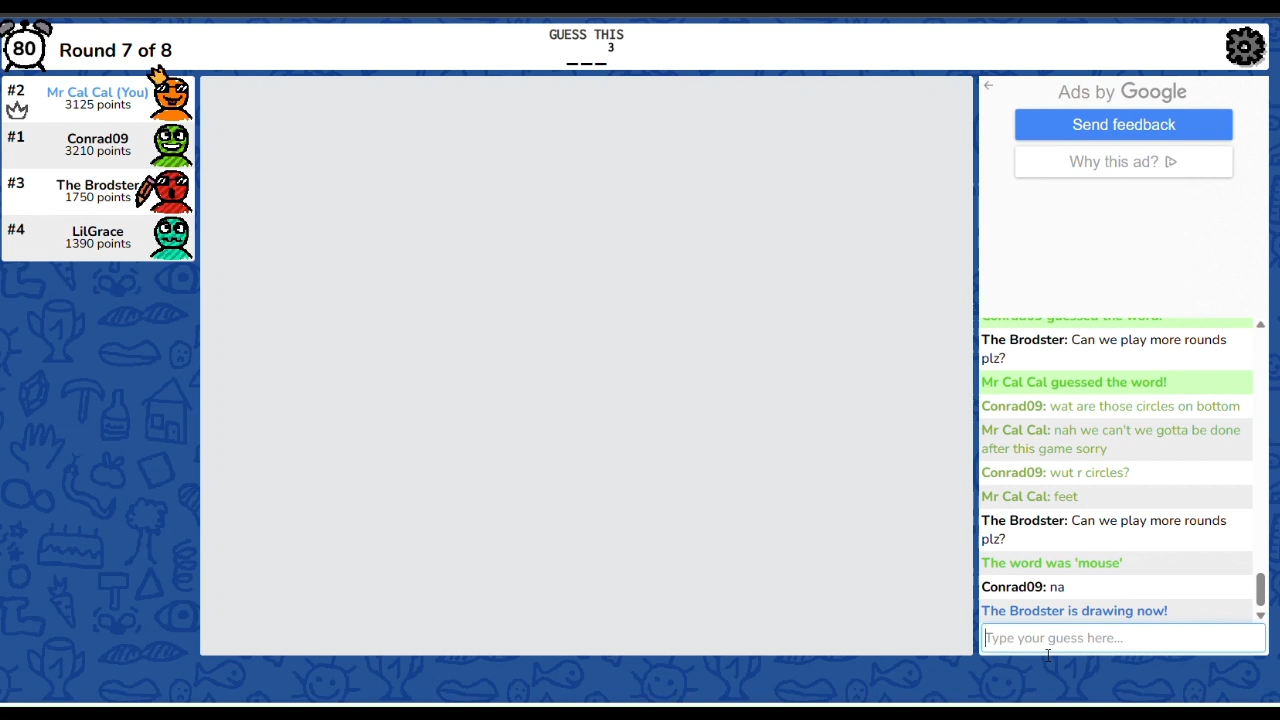 80
Round 7 of 8
GUESS THIS
3
___
#2
Mr Cal Cal (You)
3125 points
#1
Conrad09
3210 points
#3
The Brodster
1750 points
#4
LilGrace
1390 points
Ads by Google
Send feedback
Why this ad?
Conrad09 guessed the word!
The Brodster: Can we play more rounds
plz?
Mr Cal Cal guessed the word!
Conrad09: wat are those circles on bottom
Mr Cal Cal: nah we can't we gotta be done
after this game sorry
Conrad09: wut r circles?
Mr Cal Cal: feet
The Brodster: Can we play more rounds
plz?
The word was 'mouse'
Conrad09: na
The Brodster is drawing now!
Type your guess here...